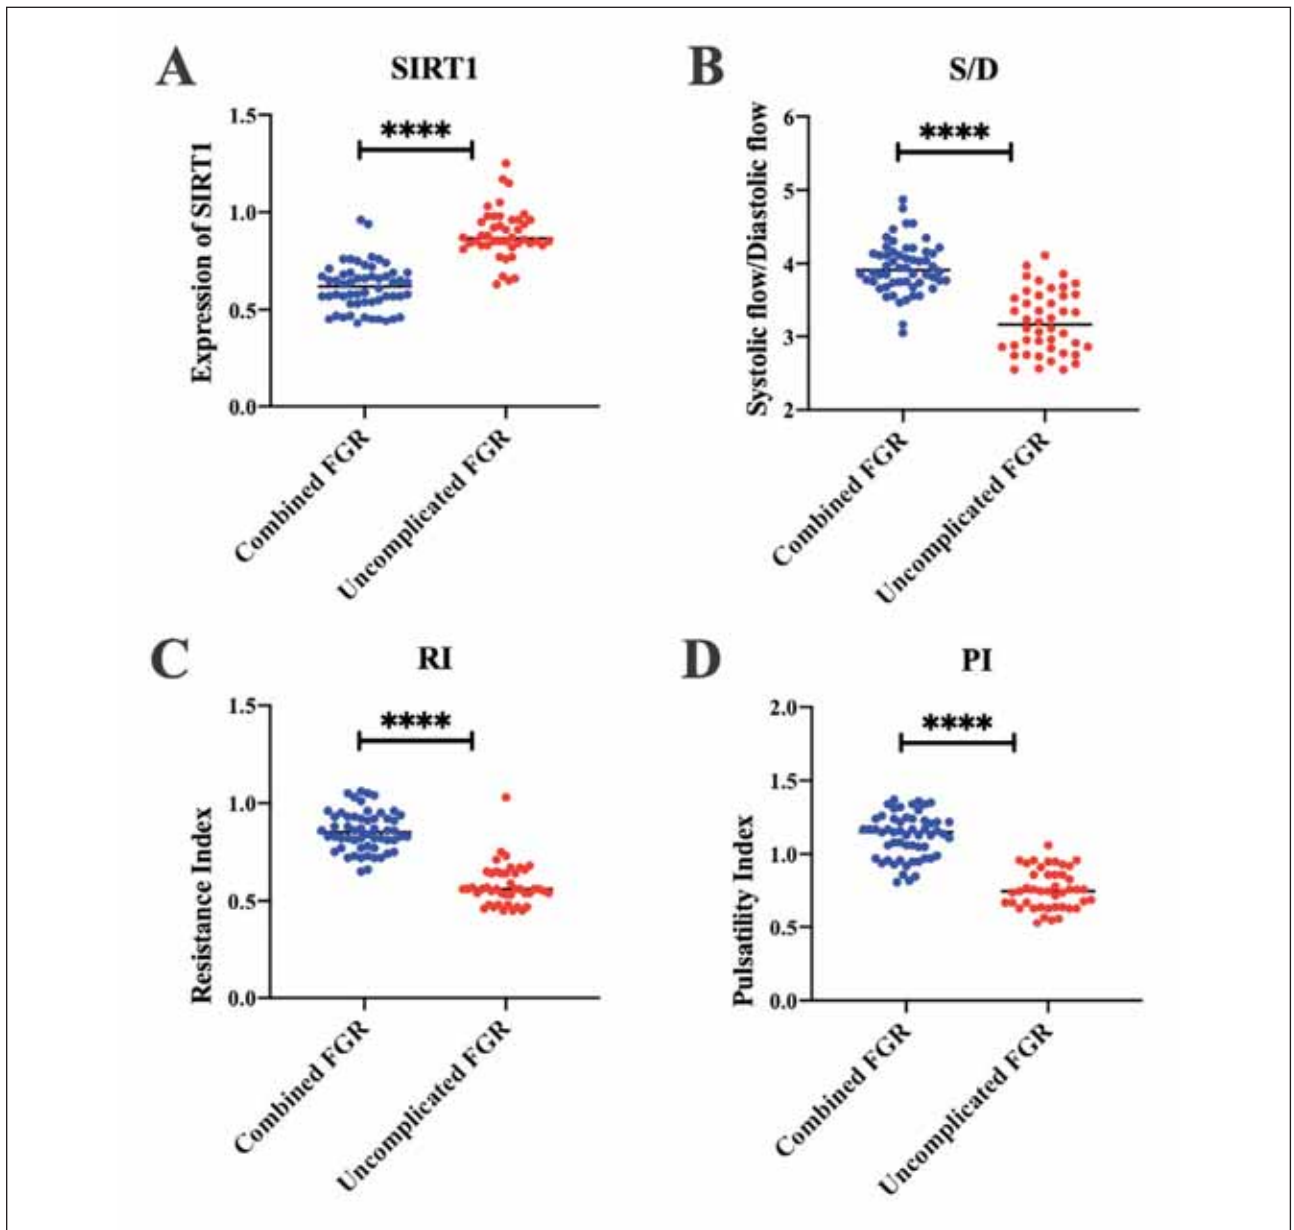 A
SIRT1
Expression of SIRT1
1.5
1.0
0.5
0.0
****
Combined FGR
Uncomplicated FGR
B
S/D
Systolic flow/Diastolic flow
6
5
4
3
2
****
Combined FGR
Uncomplicated FGR
C
RI
Resistance Index
1.5
1.0
0.5
0.0
****
Combined FGR
Uncomplicated FGR
D
PI
Pulsatility Index
2.0
1.5
1.0
0.5
0.0
****
Combined FGR
Uncomplicated FGR